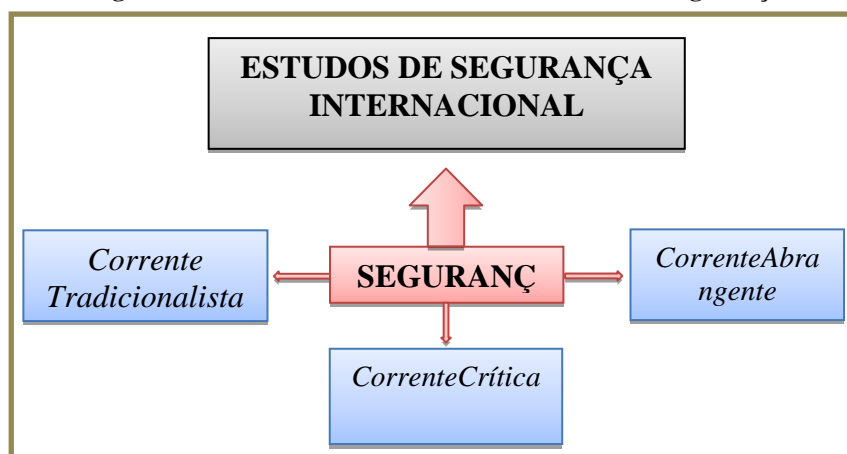 ESTUDOS DE SEGURANÇA
INTERNACIONAL
Corrente
Tradicionalista
SEGURANÇ
CorrenteAbra
ngente
CorrenteCrítica